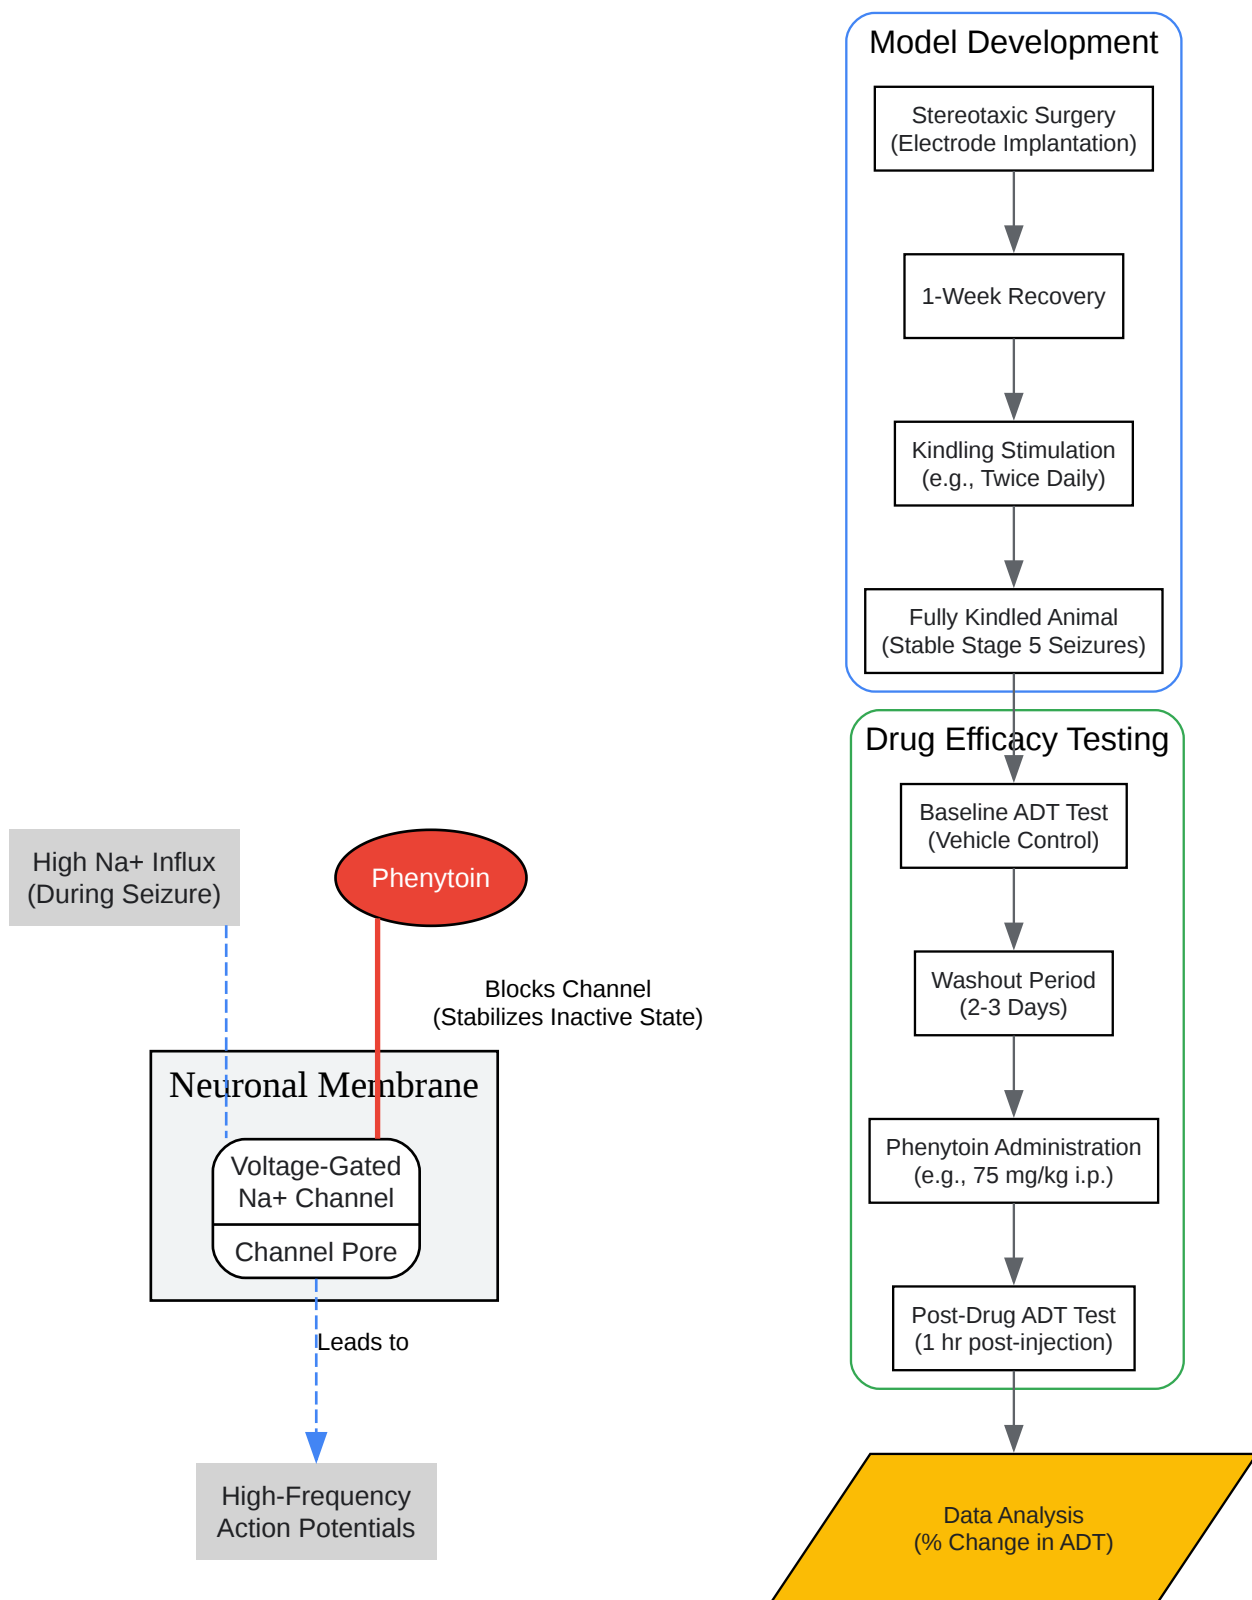 Model Development
Stereotaxic Surgery
(Electrode Implantation)
1-Week Recovery
Kindling Stimulation
(e.g., Twice Daily)
Fully Kindled Animal
(Stable Stage 5 Seizures)
Drug Efficacy Testing
Baseline ADT Test
(Vehicle Control)
Washout Period
(2-3 Days)
Phenytoin Administration
(e.g., 75 mg/kg i.p.)
Post-Drug ADT Test
(1 hr post-injection)
Data Analysis
(% Change in ADT)
High Na+ Influx
(During Seizure)
Phenytoin
Blocks Channel
(Stabilizes Inactive State)
Neuronal Membrane
Voltage-Gated
Na+ Channel
Channel Pore
Leads to
High-Frequency
Action Potentials